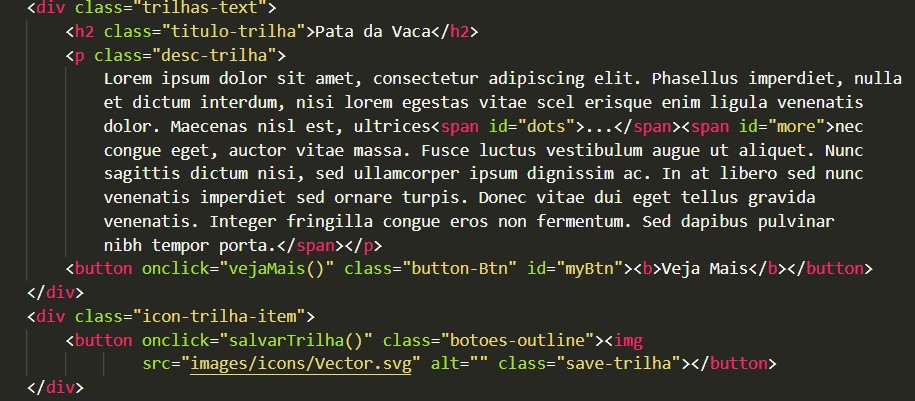 <div class="trilhas-text">
<h2 class="titulo-trilha">Pata da Vaca</h2>
<p class="desc-trilha">
Lorem ipsum dolor sit amet, consectetur adipiscing elit. Phasellus imperdiet, nulla
et dictum interdum, nisi lorem egestas vitae scel erisque enim ligula venenatis
dolor. Maecenas nisl est, ultrices<span id="dots">...</span><span id="more">nec
congue eget, auctor vitae massa. Fusce luctus vestibulum augue ut aliquet. Nunc
sagittis dictum nisi, sed ullamcorper ipsum dignissim ac. In at libero sed nunc
venenatis imperdiet sed ornare turpis. Donec vitae dui eget tellus gravida
venenatis. Integer fringilla congue eros non fermentum. Sed dapibus pulvinar
nibh tempor porta.</span></p>
<button onclick="vejaMais()" class="button-Btn" id="myBtn"><b>Veja Mais</b></button>
</div>
<div class="icon-trilha-item">
<button onclick="salvarTrilha()" class="botoes-outline"><img
src="images/icons/Vector.svg" alt="" class="save-trilha"></button>
</div>